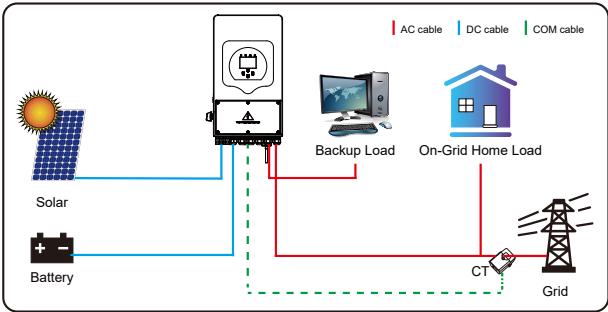 AC cable
DC cable
COM cable
Backup Load
On-Grid Home Load
Solar
Battery
CT
Grid